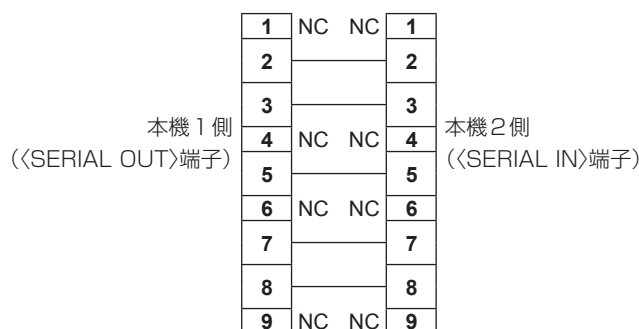 1 NC NC 1
2 2
3 3
本機1側
(〈SERIAL OUT〉端子)
4 NC NC 4
本機2側
(〈SERIAL IN〉端子)
5 5
6 NC NC 6
7 7
8 8
9 NC NC 9